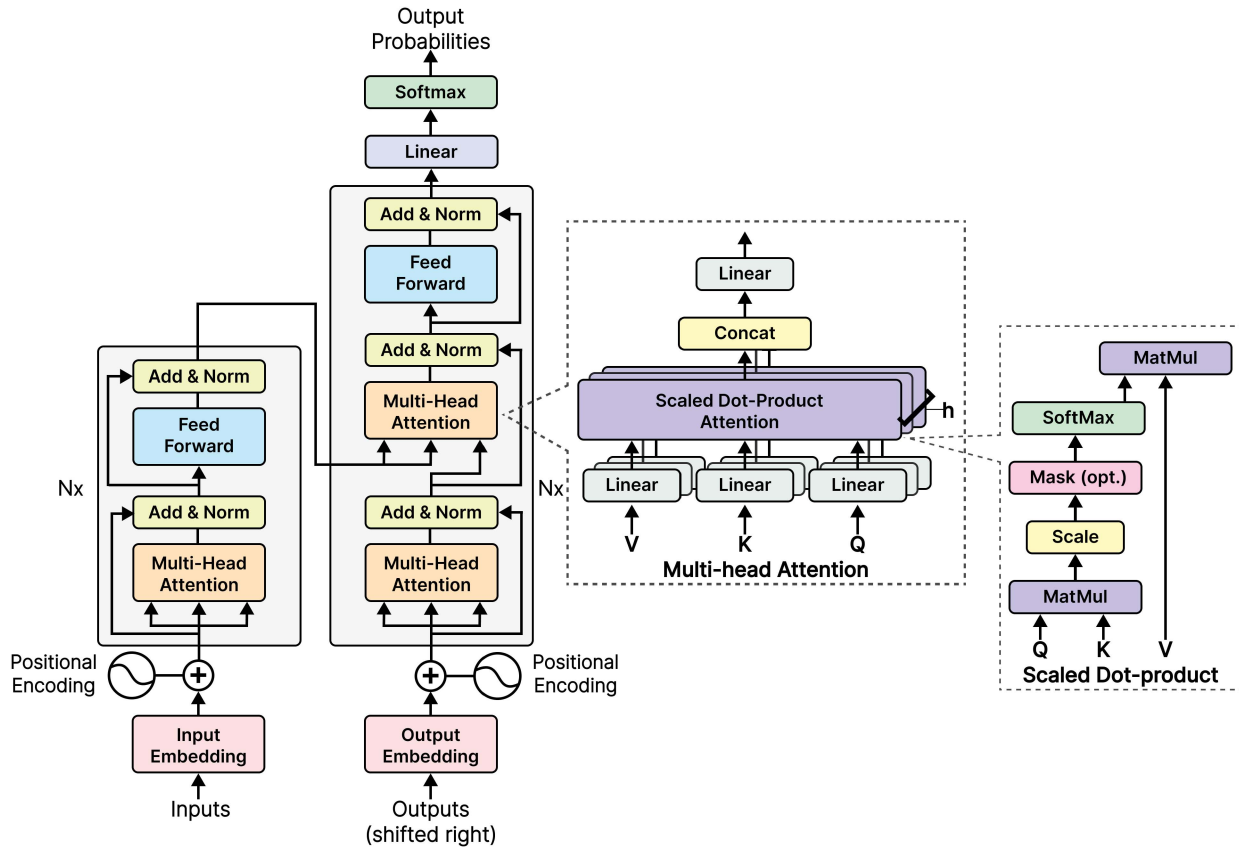 Output
Probabilities
Softmax
Linear
Add & Norm
Feed
Forward
Add & Norm
Multi-Head
Attention
Nx
Add & Norm
Multi-Head
Attention
Positional
Encoding
Output
Embedding
Outputs
(shifted right)
Add & Norm
Feed
Forward
Nx
Add & Norm
Multi-Head
Attention
Positional
Encoding
Input
Embedding
Inputs
Linear
Concat
Scaled Dot-Product
Attention
h
Linear
Linear
Linear
V
K
Q
Multi-head Attention
MatMul
SoftMax
Mask (opt.)
Scale
MatMul
Q
K
V
Scaled Dot-product